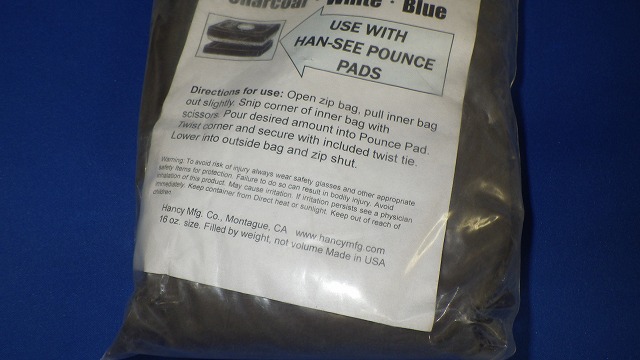 Charcoal · White · Blue
USE WITH
HAN-SEE POUNCE
PADS
Directions for use: Open zip bag, pull inner bag
out slightly. Snip corner of inner bag with
scissors. Pour desired amount into Pounce Pad.
Twist corner and secure with included twist tie.
Lower into outside bag and zip shut.
Warning: To avoid risk of injury always wear safety glasses and other appropriate
safety items for protection. Failure to do so can result in bodily injury. Avoid
inhalation of this product. May cause irritation. If irritation persists see a physician
immediately. Keep container from Direct heat or sunlight. Keep out of reach of
children.
Hancy Mfg. Co., Montague, CA www.hancymfg.com
16 oz. size. Filled by weight, not volume Made in USA